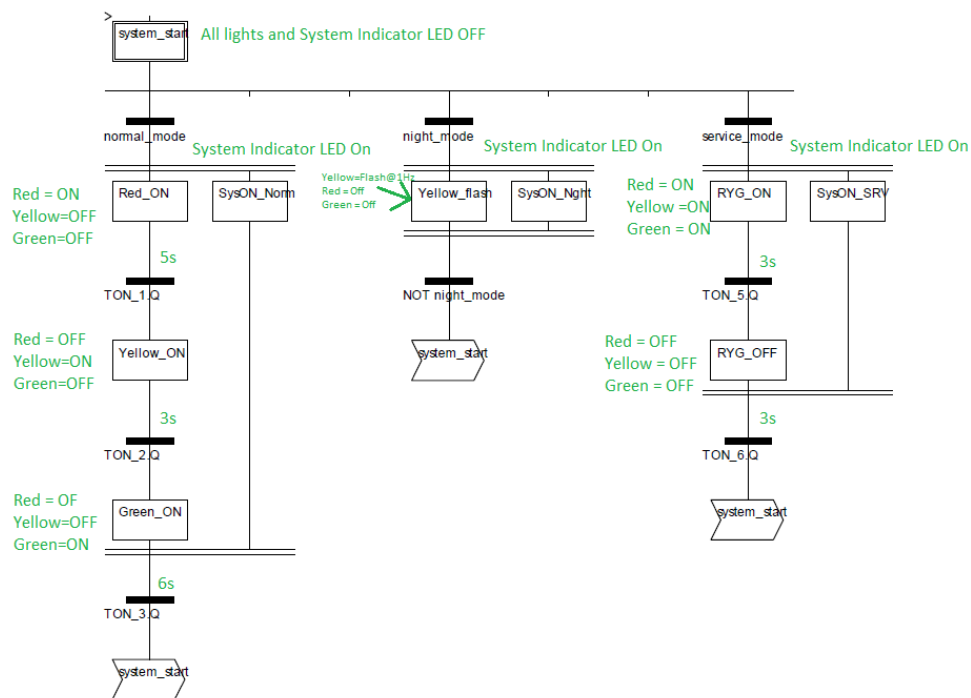 >
system_start
All lights and System Indicator LED OFF
normal_mode
night_mode
service_mode
System Indicator LED On
System Indicator LED On
System Indicator LED On
Red = ON
Yellow=OFF
Green=OFF
Red_ON
SysON_Norm
Yellow=Flash@1Hz
Red = Off
Green = Off
Yellow_flash
SysON_Nght
Red = ON
Yellow =ON
Green = ON
RYG_ON
SysON_SRV
5s
TON_1.Q
NOT night_mode
3s
TON_5.Q
Red = OFF
Yellow=ON
Green=OFF
Yellow_ON
system_start
Red = OFF
Yellow = OFF
Green = OFF
RYG_OFF
3s
TON_2.Q
3s
TON_6.Q
Red = OF
Yellow=OFF
Green=ON
Green_ON
system_start
6s
TON_3.Q
system_start